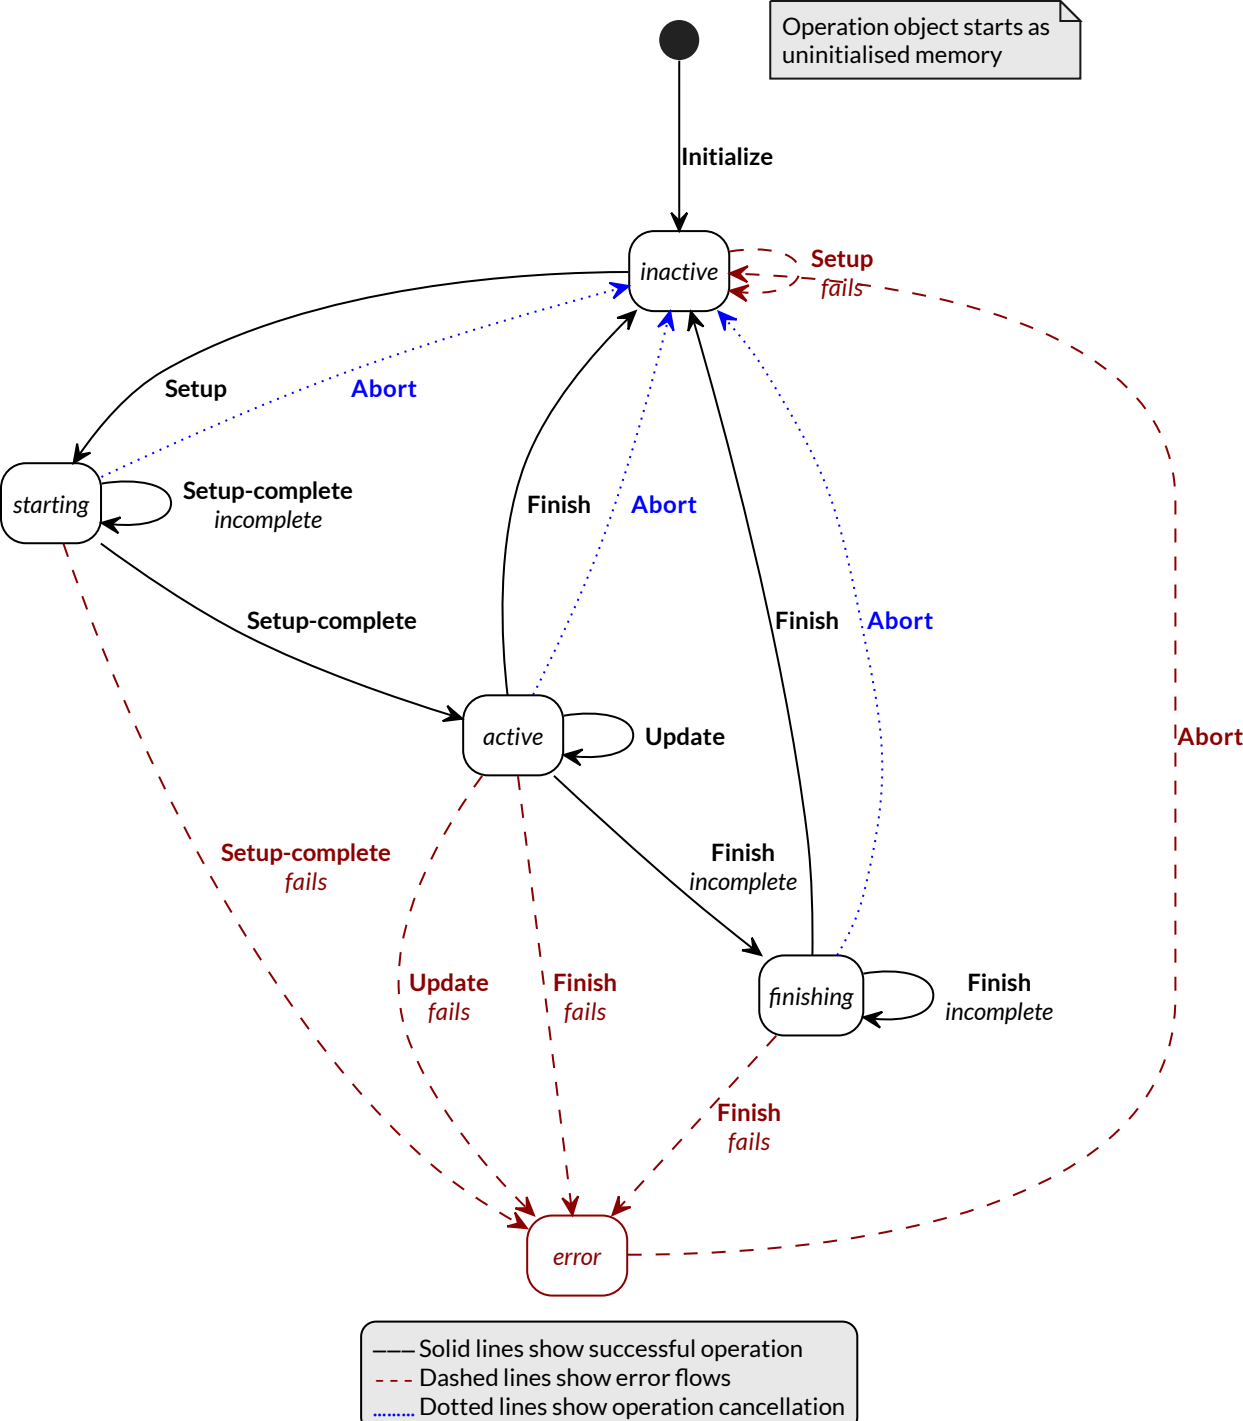 Operation object starts as
uninitialised memory
Initialize
inactive
Setup
fails
Setup
Abort
starting
Setup-complete
incomplete
Finish
Abort
Setup-complete
Finish
Abort
active
Update
Abort
Setup-complete
fails
Finish
incomplete
Update
fails
Finish
fails
finishing
Finish
incomplete
Finish
fails
error
Solid lines show successful operation
Dashed lines show error flows
Dotted lines show operation cancellation